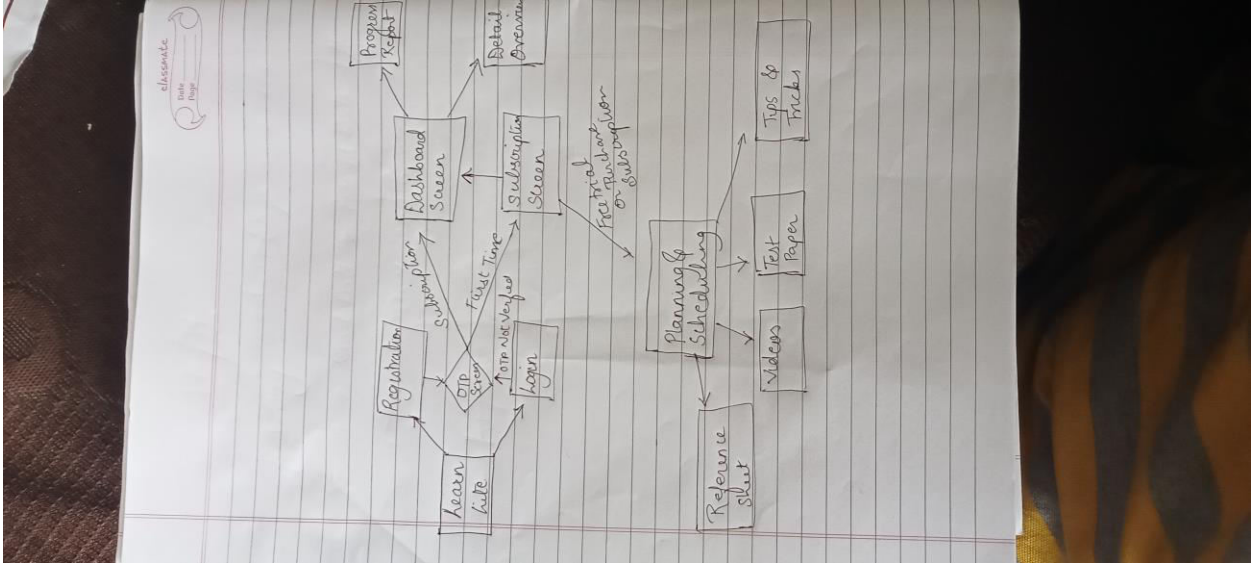 classmate
Date
Page
Progress
Report
Detail
Overview
Dashboard
Screen
Subscription
Screen
Subscription
First Time
Registration
OTP
Screen
OTP Not Verified
Login
Learn
Lite
Free trial
Purchase
or
Subscription
Planning &
Scheduling
Reference
Sheet
Videos
Test
Paper
Tips &
Tricks